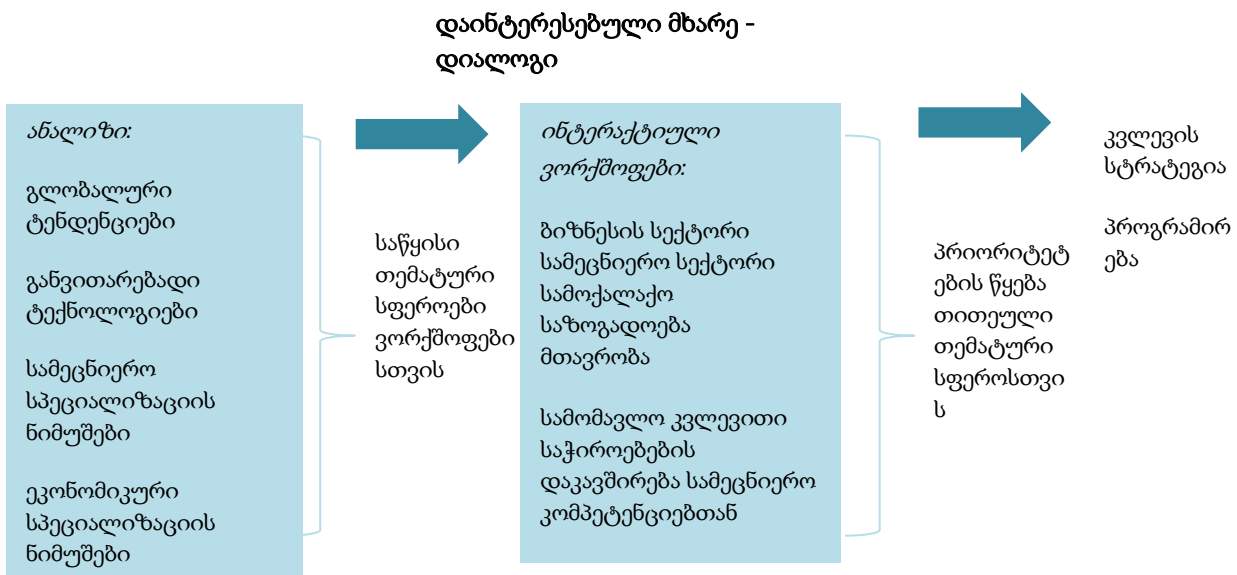 დაინტერესებული მხარე -
დიალოგი
ანალიზი:
გლობალური
ტენდენციები
განვითარებადი
ტექნოლოგიები
სამეცნიერო
სპეციალიზაციის
ნიმუშები
ეკონომიკური
სპეციალიზაციის
ნიმუშები
საწყისი
თემატური
სფეროები
ვორქშოფები
სთვის
ინტერაქტიული
ვორქშოფები:
ბიზნესის სექტორი
სამეცნიერო სექტორი
სამოქალაქო
საზოგადოება
მთავრობა
სამომავლო კვლევითი
საჭიროებების
დაკავშირება სამეცნიერო
კომპეტენციებთან
პრიორიტეტ
ების წყება
თითეული
თემატური
სფეროსთვი
ს
კვლევის
სტრატეგია
პროგრამირ
ება